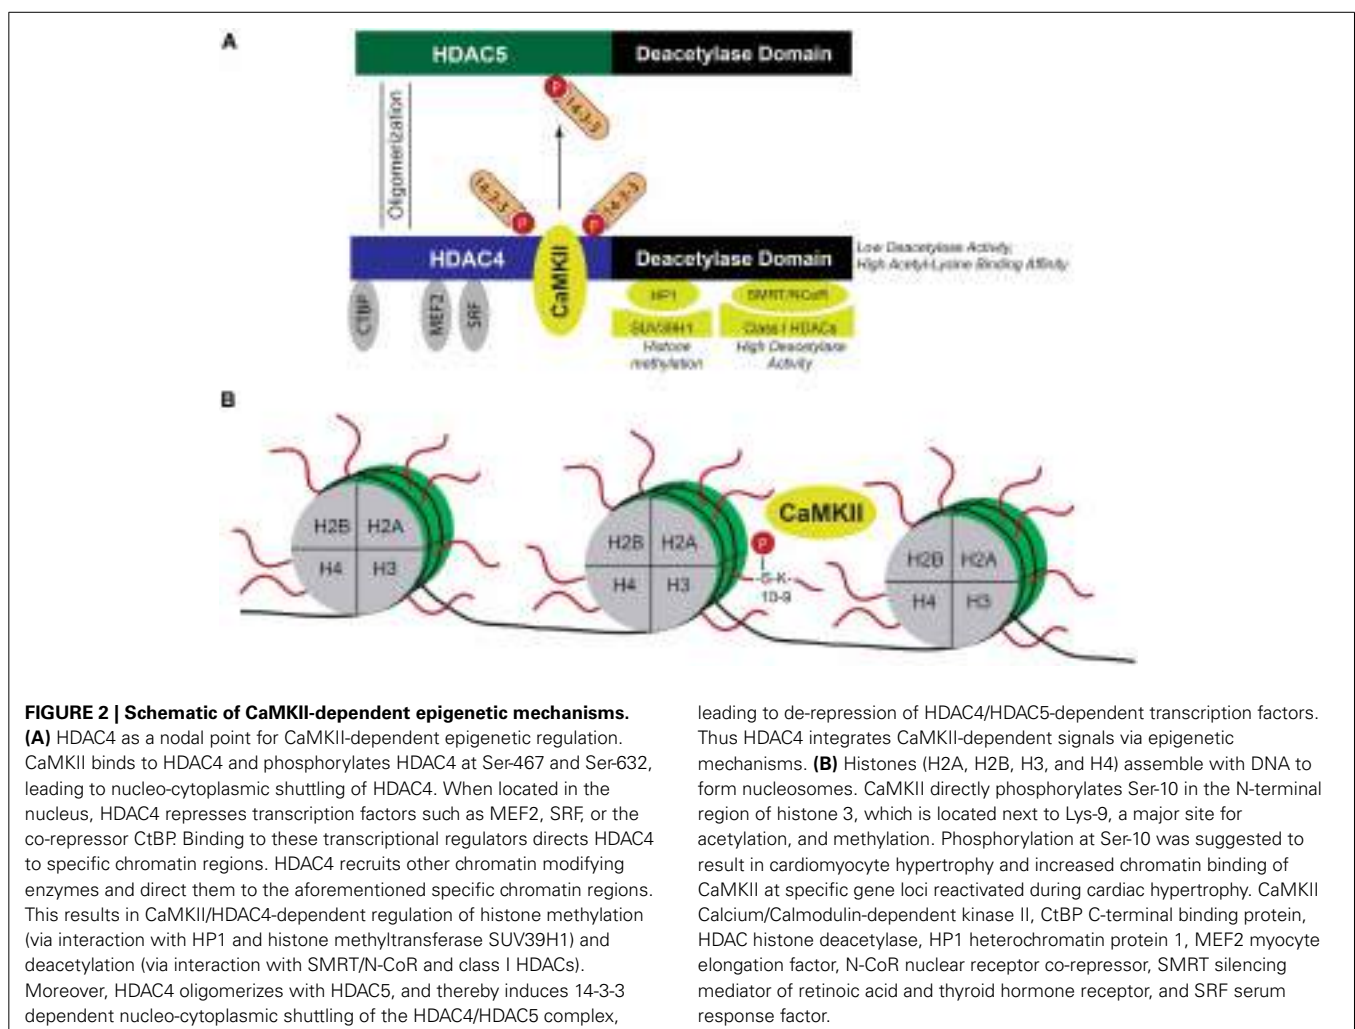 A
HDAC5
Deacetylase Domain
P
14-3-3
Oligomerization
14-3-3
14-3-3
P
P
HDAC4
CaMKII
Deacetylase Domain
Low Deacetylase Activity,
High Acetyl-Lysine Binding Affinity
CTBP
MEF2
SRF
HP1
SMRT/NCoR
SUV39H1
Class I HDACs
Histone
methylation
High Deacetylase
Activity
B
CaMKII
H2B
H2A
H4
H3
H2B
H2A
H4
H3
P
-S-K-
10-9
H2B
H2A
H4
H3
FIGURE 2 | Schematic of CaMKII-dependent epigenetic mechanisms.
(A) HDAC4 as a nodal point for CaMKII-dependent epigenetic regulation.
CaMKII binds to HDAC4 and phosphorylates HDAC4 at Ser-467 and Ser-632,
leading to nucleo-cytoplasmic shuttling of HDAC4. When located in the
nucleus, HDAC4 represses transcription factors such as MEF2, SRF, or the
co-repressor CtBP. Binding to these transcriptional regulators directs HDAC4
to specific chromatin regions. HDAC4 recruits other chromatin modifying
enzymes and direct them to the aforementioned specific chromatin regions.
This results in CaMKII/HDAC4-dependent regulation of histone methylation
(via interaction with HP1 and histone methyltransferase SUV39H1) and
deacetylation (via interaction with SMRT/N-CoR and class I HDACs).
Moreover, HDAC4 oligomerizes with HDAC5, and thereby induces 14-3-3
dependent nucleo-cytoplasmic shuttling of the HDAC4/HDAC5 complex,
leading to de-repression of HDAC4/HDAC5-dependent transcription factors.
Thus HDAC4 integrates CaMKII-dependent signals via epigenetic
mechanisms. (B) Histones (H2A, H2B, H3, and H4) assemble with DNA to
form nucleosomes. CaMKII directly phosphorylates Ser-10 in the N-terminal
region of histone 3, which is located next to Lys-9, a major site for
acetylation, and methylation. Phosphorylation at Ser-10 was suggested to
result in cardiomyocyte hypertrophy and increased chromatin binding of
CaMKII at specific gene loci reactivated during cardiac hypertrophy. CaMKII
Calcium/Calmodulin-dependent kinase II, CtBP C-terminal binding protein,
HDAC histone deacetylase, HP1 heterochromatin protein 1, MEF2 myocyte
elongation factor, N-CoR nuclear receptor co-repressor, SMRT silencing
mediator of retinoic acid and thyroid hormone receptor, and SRF serum
response factor.